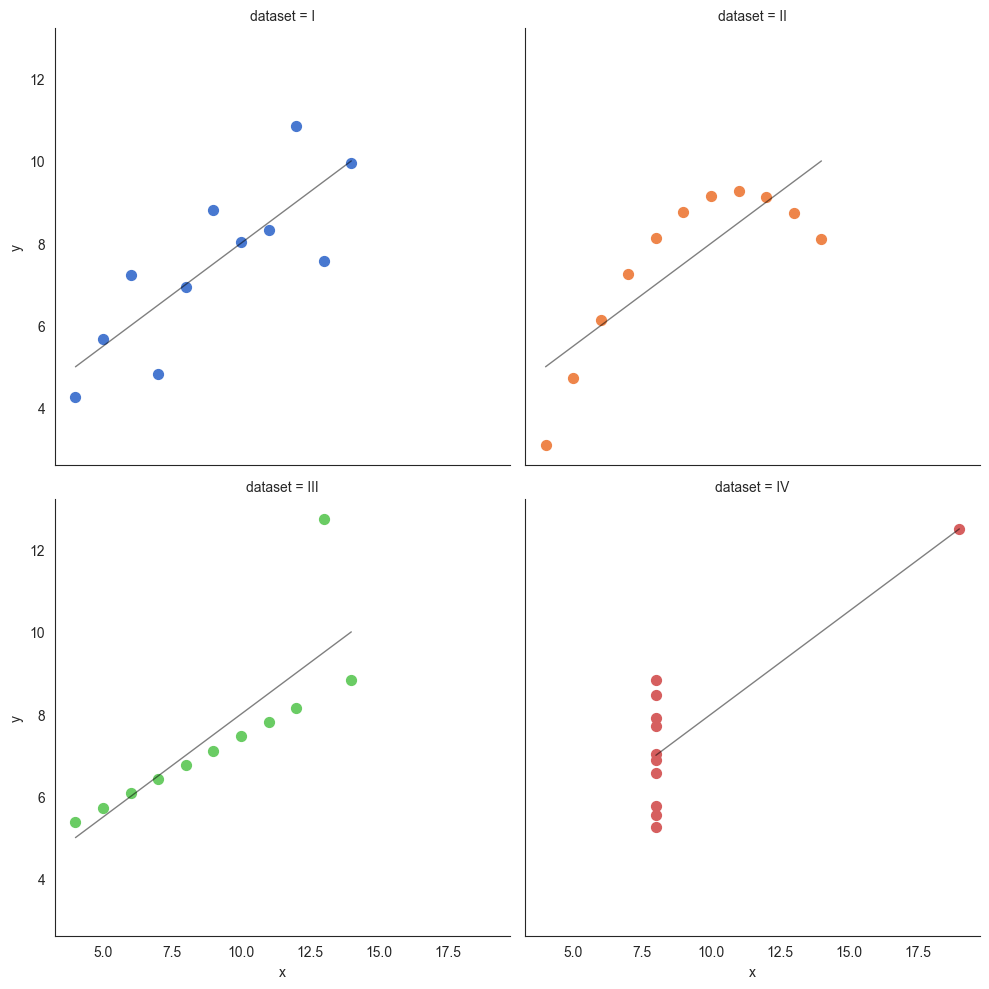 dataset = I
dataset = II
12
10
8
6
4
y
dataset = III
dataset = IV
12
10
8
6
4
y
5.0 7.5 10.0 12.5 15.0 17.5
5.0 7.5 10.0 12.5 15.0 17.5
x
x